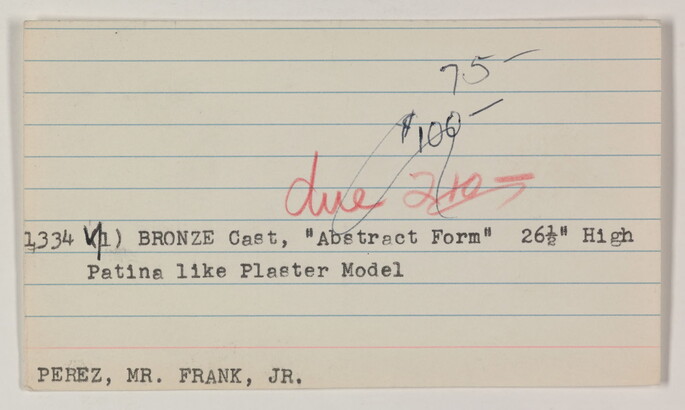 75-
$100-
due 210-
1334 (1) BRONZE Cast, "Abstract Form" 26½" High
Patina like Plaster Model
PEREZ, MR. FRANK, JR.